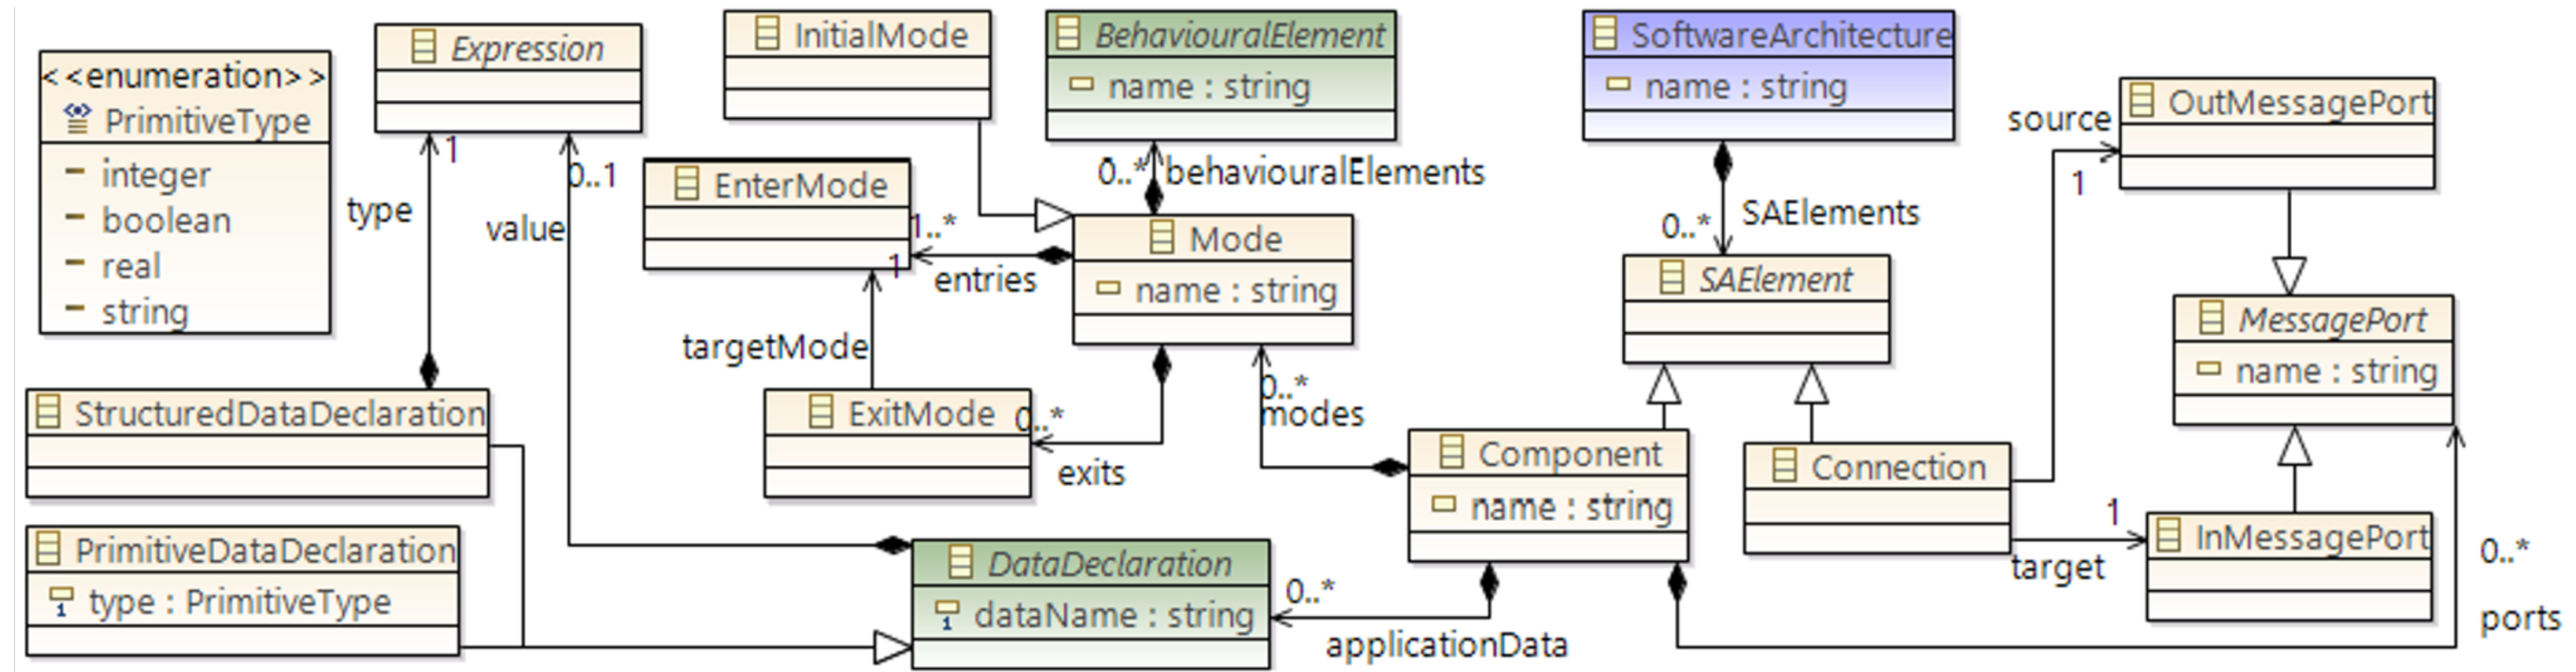 <<enumeration>>
PrimitiveType
integer
boolean
real
string
Expression
1
0..1
type
value
InitialMode
BehaviouralElement
name : string
0..*
behaviouralElements
EnterMode
1..*
1
entries
Mode
name : string
targetMode
ExitMode
0..*
exits
0..*
modes
StructuredDataDeclaration
PrimitiveDataDeclaration
type : PrimitiveType
1
DataDeclaration
dataName : string
1
0..*
applicationData
SoftwareArchitecture
name : string
0..*
SAElements
SAElement
Component
name : string
Connection
source
1
OutMessagePort
MessagePort
name : string
1
target
InMessagePort
0..*
ports